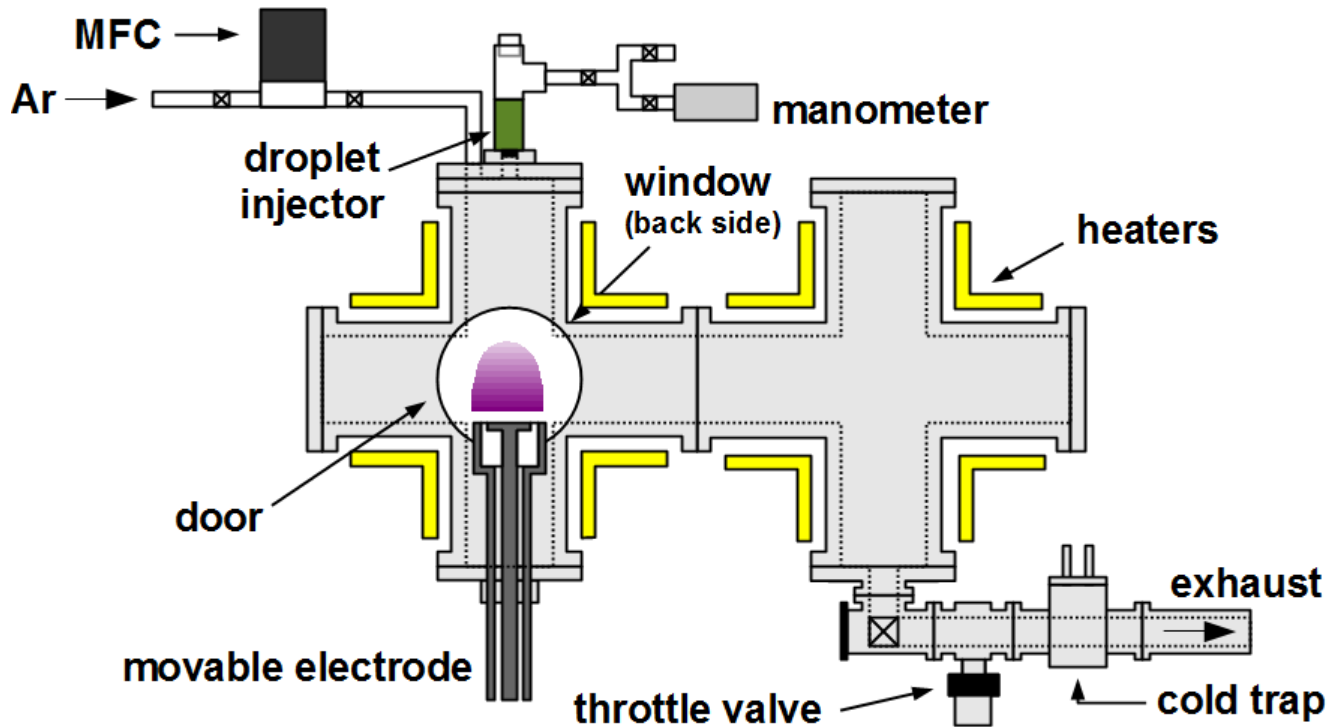 MFC
Ar
manometer
droplet
injector
window
(back side)
heaters
door
exhaust
movable electrode
throttle valve
cold trap